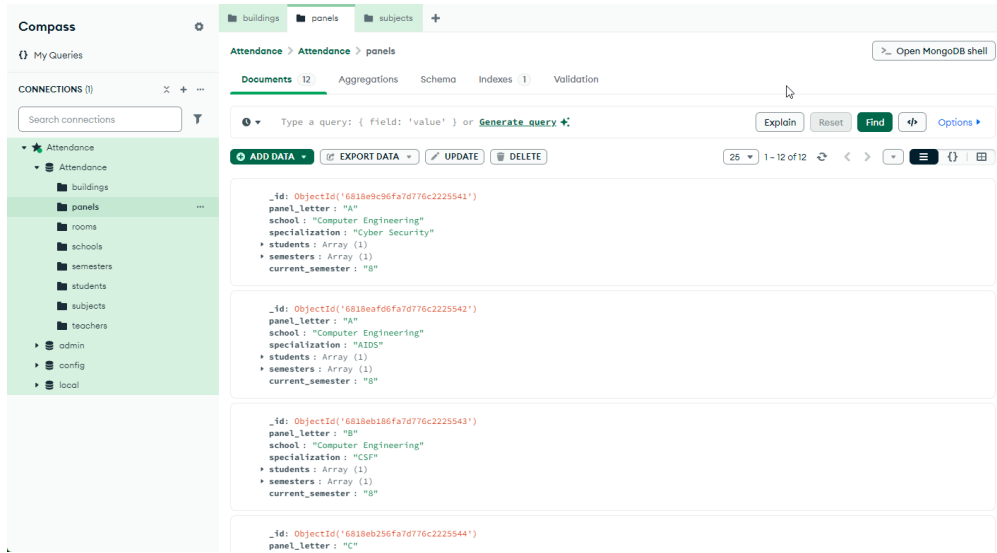 Compass
My Queries
CONNECTIONS (1)
Search connections
Attendance
Attendance
buildings
panels
rooms
schools
semesters
students
subjects
teachers
admin
config
local
buildings
panels
subjects
Attendance > Attendance > panels
>_ Open MongoDB shell
Documents 12 Aggregations Schema Indexes 1 Validation
Type a query: { field: 'value' } or Generate query
Explain Reset Find </> Options
ADD DATA EXPORT DATA UPDATE DELETE
25 1 – 12 of 12 {}
_id: ObjectId('6818e9c96fa7d776c2225541')
panel_letter : "A"
school : "Computer Engineering"
specialization : "Cyber Security"
students : Array (1)
semesters : Array (1)
current_semester : "8"
_id: ObjectId('6818eafd6fa7d776c2225542')
panel_letter : "A"
school : "Computer Engineering"
specialization : "AIDS"
students : Array (1)
semesters : Array (1)
current_semester : "8"
_id: ObjectId('6818eb186fa7d776c2225543')
panel_letter : "B"
school : "Computer Engineering"
specialization : "CSF"
students : Array (1)
semesters : Array (1)
current_semester : "8"
_id: ObjectId('6818eb256fa7d776c2225544')
panel_letter : "C"